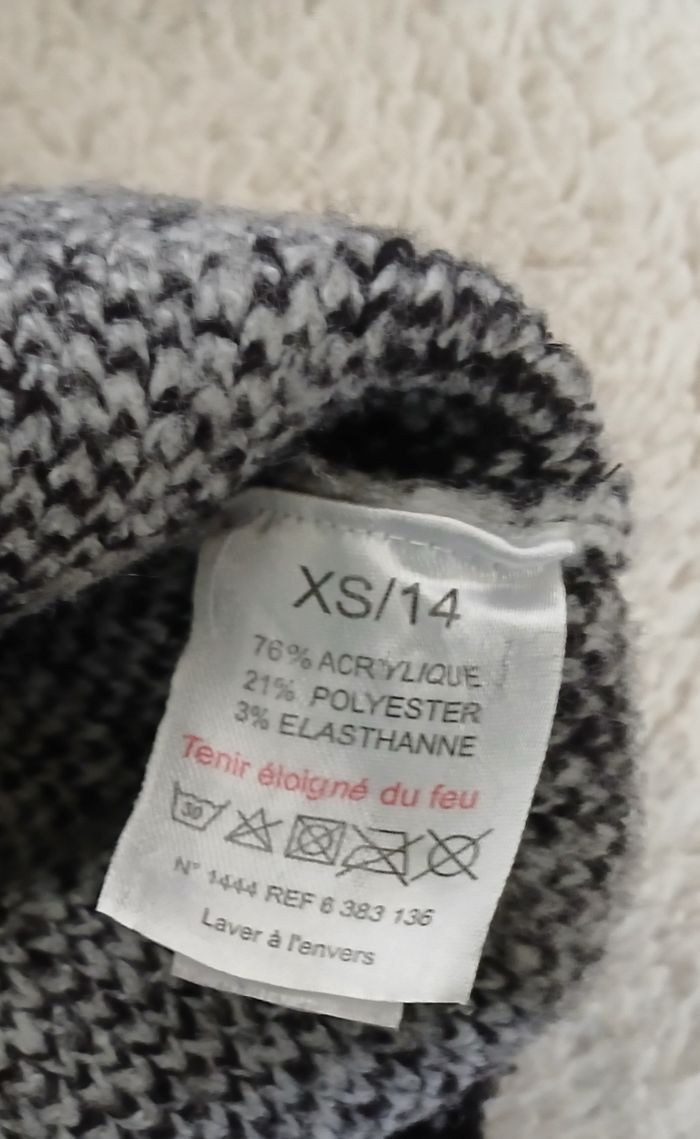 XS/14
76% ACRYLIQUE
21% POLYESTER
3% ELASTHANNE
Tenir éloigné du feu
30
N° 1444 REF 6 383 136
Laver à l'envers